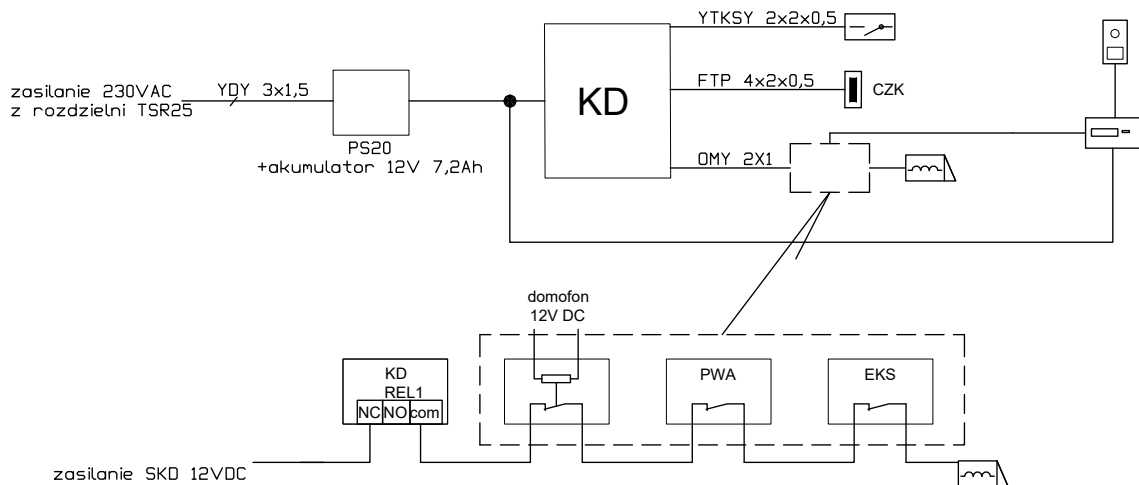 YTKSY 2x2x0,5
zasilanie 230VAC
z rozdzielni TSR25
YDY 3x1,5
KD
FTP 4x2x0,5
CZK
PS20
+akumulator 12V 7,2Ah
OMY 2X1
domofon
12V DC
KD
REL1
NC NO com
PWA
EKS
zasilanie SKD 12VDC